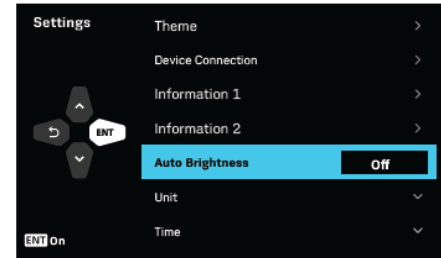 Settings
Theme
Device Connection
Information 1
Information 2
ENT
Auto Brightness Off
Unit
Time
ENT On